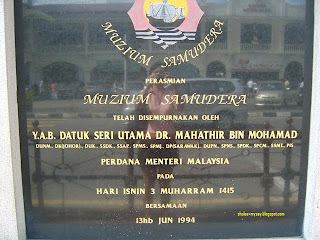 MUZIUM SAMUDERA
PERASMIAN
MUZIUM SAMUDERA
TELAH DISEMPURNAKAN OLEH
Y.A.B. DATUK SERI UTAMA DR. MAHATHIR BIN MOHAMAD
PERDANA MENTERI MALAYSIA
PADA
HARI ISNIN 3 MUHARRAM 1415
BERSAMAAN
13hb JUN 1994